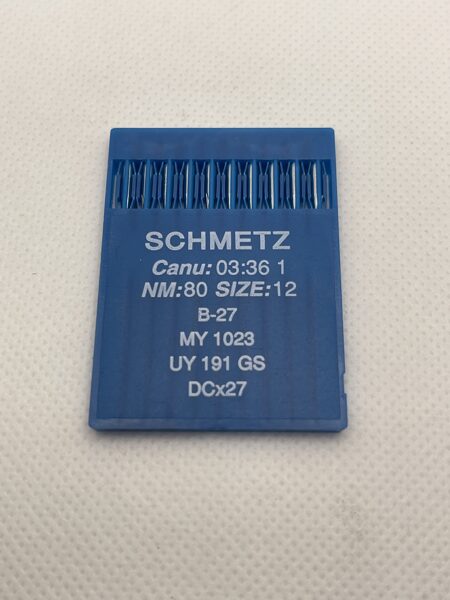 SCHMETZ
Canu: 03:36 1
NM:80 SIZE:12
B-27
MY 1023
UY 191 GS
DCx27